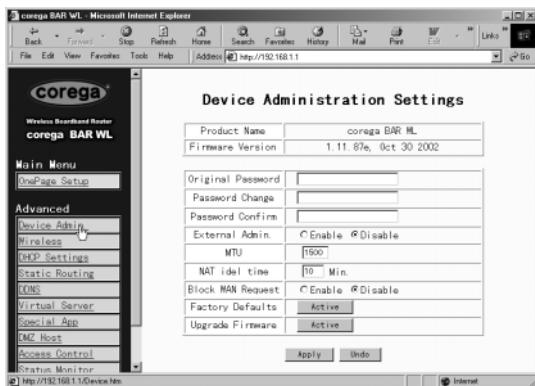 corega BAR WL - Microsoft Internet Explorer
Back Forward Stop Refresh Home Search Favorites History Mail Print Edit Links
File Edit View Favorites Tools Help Address http://192.168.1.1 Go
corega
Wireless Boardband Router
corega BAR WL
Main Menu
OnePage Setup
Advanced
Device Admin
Wireless
DHCP Settings
Static Routing
DDNS
Virtual Server
Special App
DMZ Host
Access Control
Status Monitor
Device Administration Settings
Product Name corega BAR WL
Firmware Version 1.11.87e, Oct 30 2002
Original Password
Password Change
Password Confirm
External Admin. Enable Disable
MTU 1500
NAT idel time 10 Min.
Block WAN Request Enable Disable
Factory Defaults Active
Upgrade Firmware Active
Apply Undo
http://192.168.1.1/Device.htm Internet